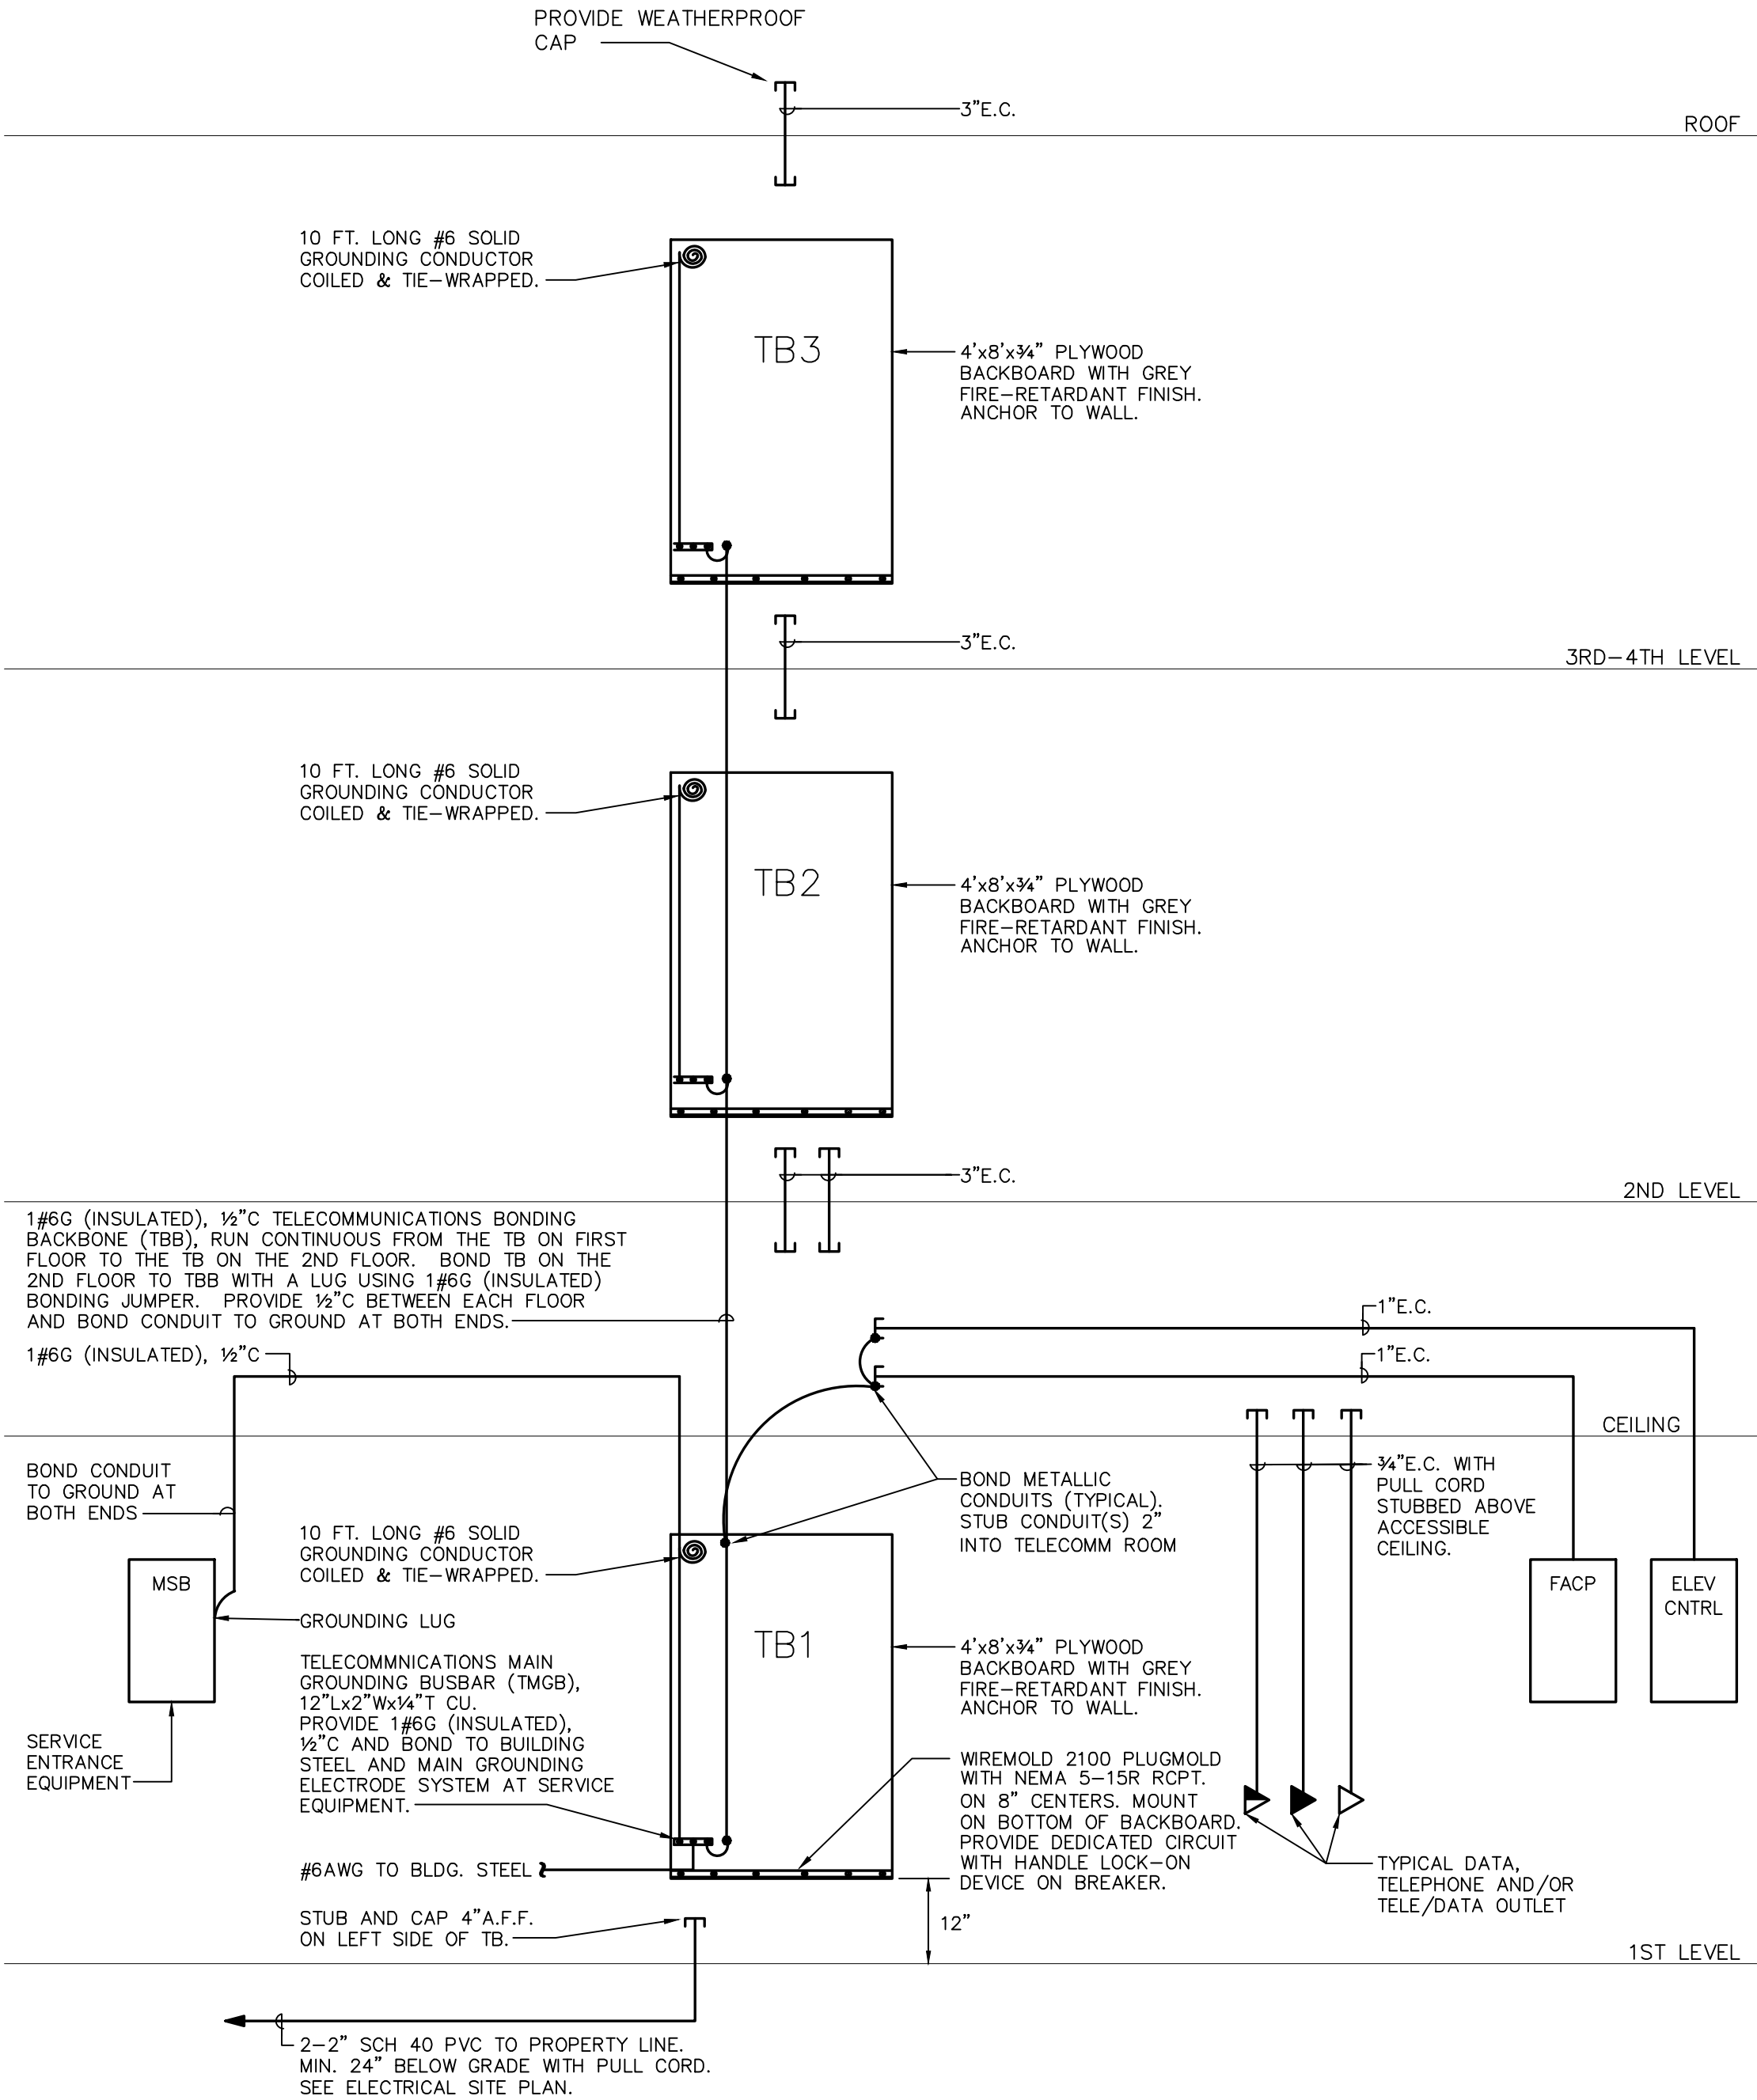 PROVIDE WEATHERPROOF
CAP
3"E.C.
ROOF
10 FT. LONG #6 SOLID
GROUNDING CONDUCTOR
COILED & TIE-WRAPPED.
TB3
4'x8'x¾" PLYWOOD
BACKBOARD WITH GREY
FIRE-RETARDANT FINISH.
ANCHOR TO WALL.
3"E.C.
3RD-4TH LEVEL
10 FT. LONG #6 SOLID
GROUNDING CONDUCTOR
COILED & TIE-WRAPPED.
TB2
4'x8'x¾" PLYWOOD
BACKBOARD WITH GREY
FIRE-RETARDANT FINISH.
ANCHOR TO WALL.
3"E.C.
2ND LEVEL
1#6G (INSULATED), ½"C TELECOMMUNICATIONS BONDING
BACKBONE (TBB), RUN CONTINUOUS FROM THE TB ON FIRST
FLOOR TO THE TB ON THE 2ND FLOOR. BOND TB ON THE
2ND FLOOR TO TBB WITH A LUG USING 1#6G (INSULATED)
BONDING JUMPER. PROVIDE ½"C BETWEEN EACH FLOOR
AND BOND CONDUIT TO GROUND AT BOTH ENDS.
1"E.C.
1#6G (INSULATED), ½"C
1"E.C.
CEILING
BOND CONDUIT
TO GROUND AT
BOTH ENDS
BOND METALLIC
CONDUITS (TYPICAL).
STUB CONDUIT(S) 2"
INTO TELECOMM ROOM
¾"E.C. WITH
PULL CORD
STUBBED ABOVE
ACCESSIBLE
CEILING.
10 FT. LONG #6 SOLID
GROUNDING CONDUCTOR
COILED & TIE-WRAPPED.
MSB
FACP
ELEV
CNTRL
GROUNDING LUG
TB1
4'x8'x¾" PLYWOOD
BACKBOARD WITH GREY
FIRE-RETARDANT FINISH.
ANCHOR TO WALL.
TELECOMMNICATIONS MAIN
GROUNDING BUSBAR (TMGB),
12"Lx2"Wx¼"T CU.
PROVIDE 1#6G (INSULATED),
½"C AND BOND TO BUILDING
STEEL AND MAIN GROUNDING
ELECTRODE SYSTEM AT SERVICE
EQUIPMENT.
SERVICE
ENTRANCE
EQUIPMENT
WIREMOLD 2100 PLUGMOLD
WITH NEMA 5-15R RCPT.
ON 8" CENTERS. MOUNT
ON BOTTOM OF BACKBOARD.
PROVIDE DEDICATED CIRCUIT
WITH HANDLE LOCK-ON
DEVICE ON BREAKER.
#6AWG TO BLDG. STEEL
TYPICAL DATA,
TELEPHONE AND/OR
TELE/DATA OUTLET
STUB AND CAP 4"A.F.F.
ON LEFT SIDE OF TB.
12"
1ST LEVEL
2-2" SCH 40 PVC TO PROPERTY LINE.
MIN. 24" BELOW GRADE WITH PULL CORD.
SEE ELECTRICAL SITE PLAN.